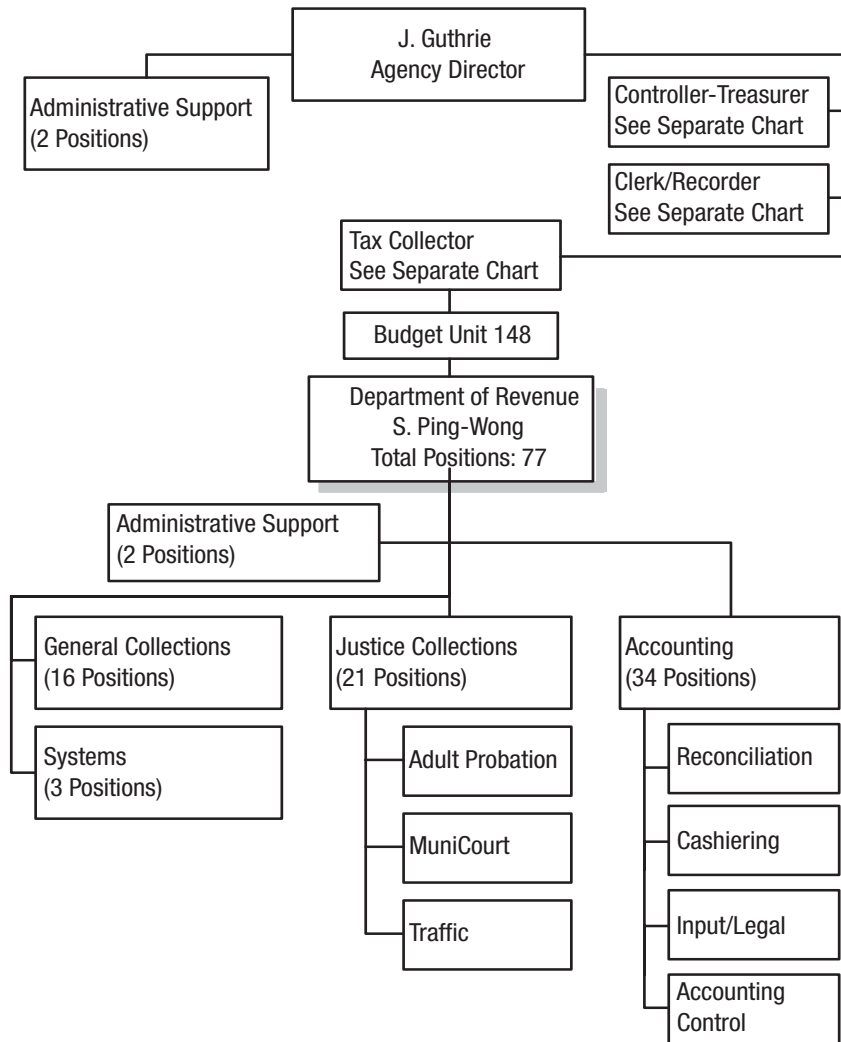 J. Guthrie
Agency Director
Administrative Support
(2 Positions)
Controller-Treasurer
See Separate Chart
Clerk/Recorder
See Separate Chart
Tax Collector
See Separate Chart
Budget Unit 148
Department of Revenue
S. Ping-Wong
Total Positions: 77
Administrative Support
(2 Positions)
General Collections
(16 Positions)
Systems
(3 Positions)
Justice Collections
(21 Positions)
Adult Probation
MuniCourt
Traffic
Accounting
(34 Positions)
Reconciliation
Cashiering
Input/Legal
Accounting
Control